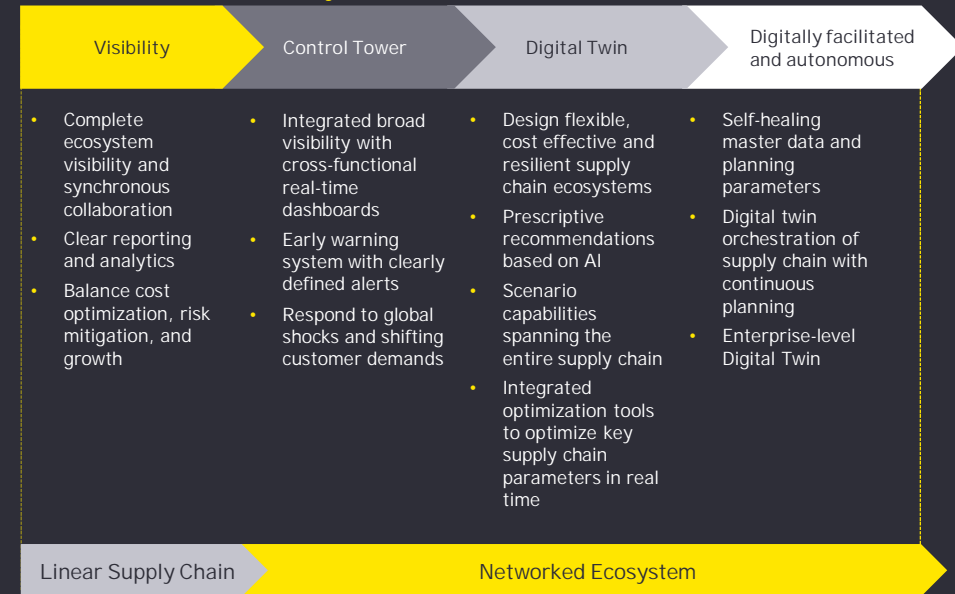 Visibility
Control Tower
Digital Twin
Digitally facilitated
and autonomous
• Complete
ecosystem
visibility and
synchronous
collaboration
• Clear reporting
and analytics
• Balance cost
optimization, risk
mitigation, and
growth
• Integrated broad
visibility with
cross-functional
real-time
dashboards
• Early warning
system with clearly
defined alerts
• Respond to global
shocks and shifting
customer demands
• Design flexible,
cost effective and
resilient supply
chain ecosystems
• Prescriptive
recommendations
based on AI
• Scenario
capabilities
spanning the
entire supply chain
• Integrated
optimization tools
to optimize key
supply chain
parameters in real
time
• Self-healing
master data and
planning
parameters
• Digital twin
orchestration of
supply chain with
continuous
planning
• Enterprise-level
Digital Twin
Linear Supply Chain
Networked Ecosystem